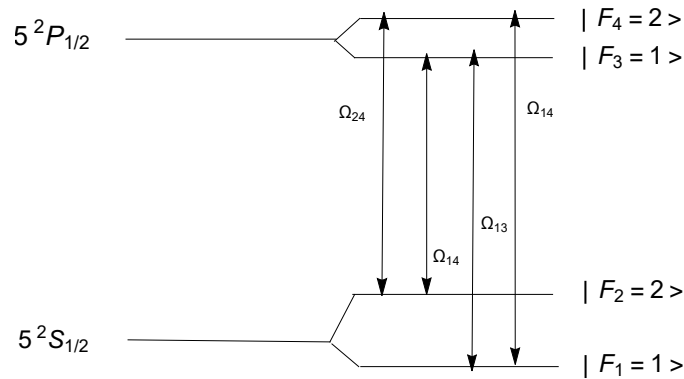 5 ²P₁/₂
| F₄ = 2 >
| F₃ = 1 >
Ω₂₄
Ω₁₄
Ω₁₃
Ω₁₄
| F₂ = 2 >
5 ²S₁/₂
| F₁ = 1 >